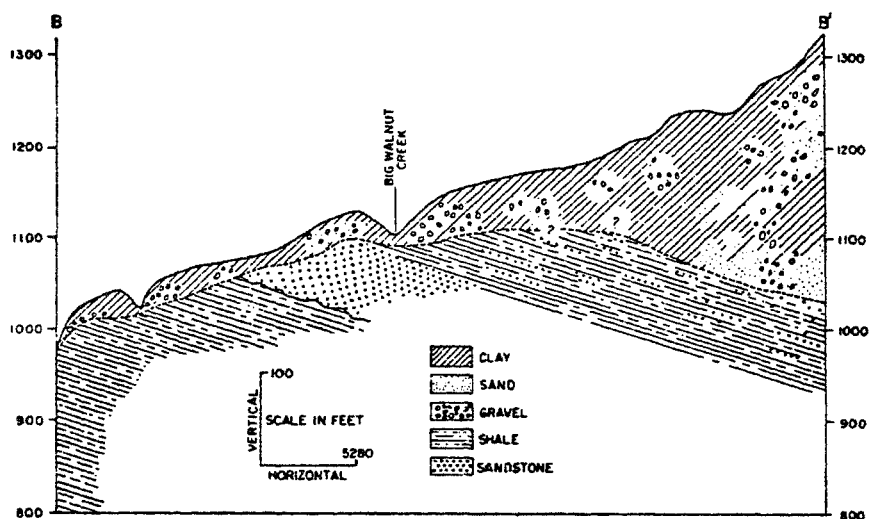 B
B'
1300
1300
1200
1200
BIG WALNUT
CREEK
?
?
1100
1100
?
1000
1000
900
900
800
800
100
VERTICAL
SCALE IN FEET
5280
HORIZONTAL
CLAY
SAND
GRAVEL
SHALE
SANDSTONE